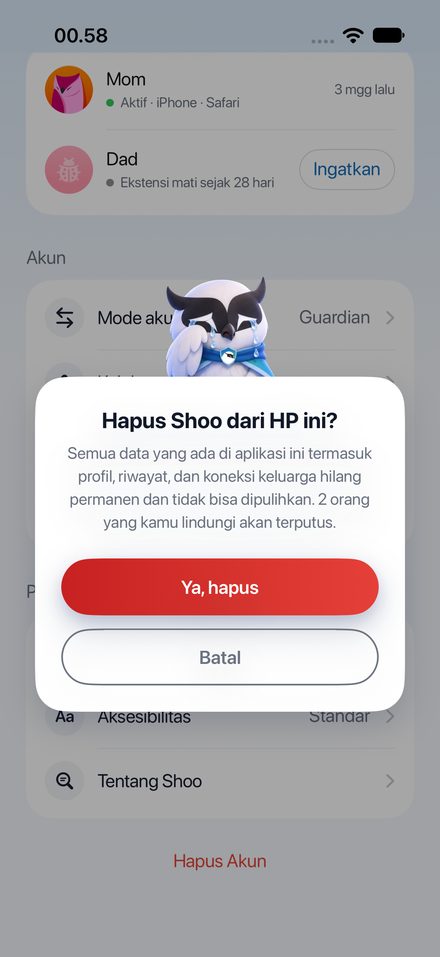 00.58
Mom
Aktif · iPhone · Safari
3 mgg lalu
Dad
Ekstensi mati sejak 28 hari
Ingatkan
Akun
Mode aku
Guardian
Hapus Shoo dari HP ini?
Semua data yang ada di aplikasi ini termasuk
profil, riwayat, dan koneksi keluarga hilang
permanen dan tidak bisa dipulihkan. 2 orang
yang kamu lindungi akan terputus.
P
Ya, hapus
Batal
Aa
Aksesibilitas
Standar
Tentang Shoo
Hapus Akun